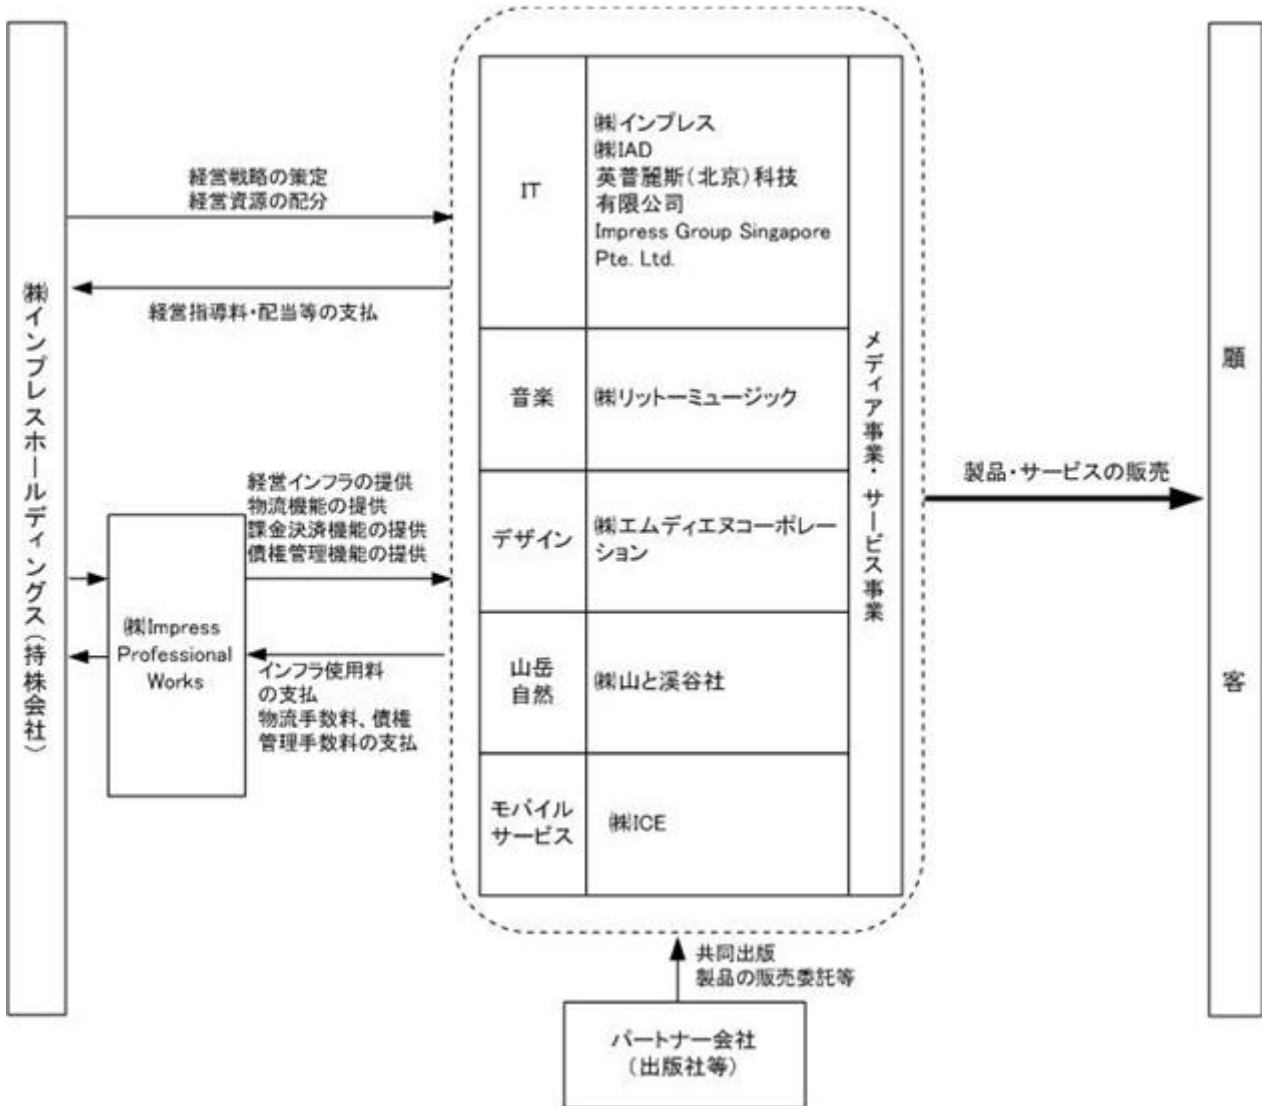 ㈱インプレスホールディングス(持株会社)
経営戦略の策定
経営資源の配分
経営指導料・配当等の支払
経営インフラの提供
物流機能の提供
課金決済機能の提供
債権管理機能の提供
㈱Impress
Professional
Works
インフラ使用料
の支払
物流手数料、債権
管理手数料の支払
IT
㈱インプレス
㈱IAD
英普麗斯(北京)科技
有限公司
Impress Group Singapore
Pte. Ltd.
音楽
㈱リットーミュージック
デザイン
㈱エムディエヌコーポレー
ション
山岳
自然
㈱山と溪谷社
モバイル
サービス
㈱ICE
メディア事業・サービス事業
製品・サービスの販売
顧客
共同出版
製品の販売委託等
パートナー会社
(出版社等)